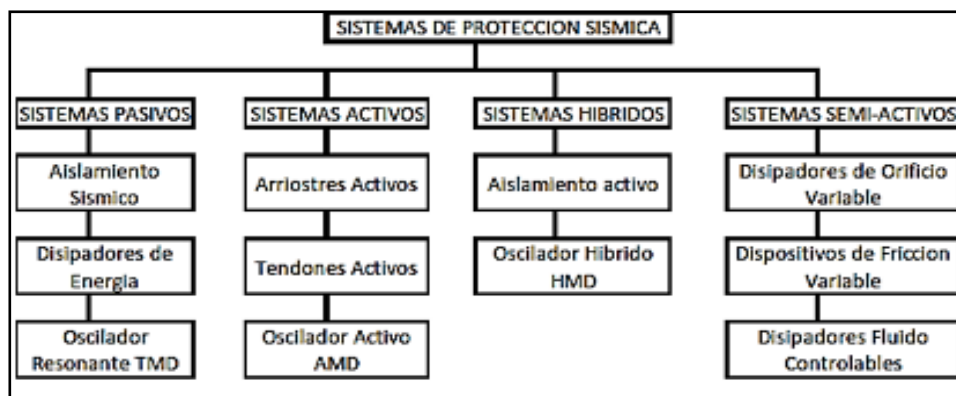 SISTEMAS DE PROTECCION SISMICA
SISTEMAS PASIVOS
Aislamiento
Sismico
Disipadores de
Energia
Oscilador
Resonante TMD
SISTEMAS ACTIVOS
Arriostres Activos
Tendones Activos
Oscilador Activo
AMD
SISTEMAS HIBRIDOS
Aislamiento activo
Oscilador Hibrido
HMD
SISTEMAS SEMI-ACTIVOS
Disipadores de Orificio
Variable
Dispositivos de Friccion
Variable
Disipadores Fluido
Controlables